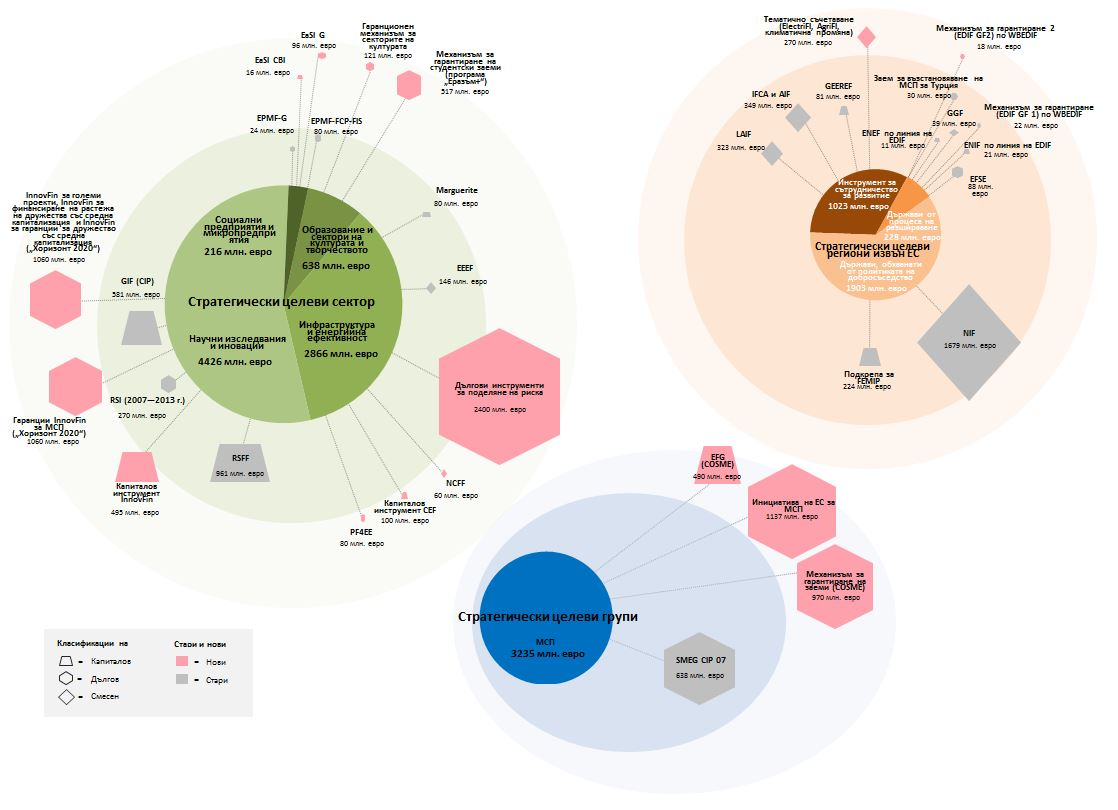 EaSI G
96 млн. евро
Гаранционен
механизъм за
секторите на
културата
121 млн. евро
Механизъм за
гарантиране на
студентски заеми
(програма
„Еразъм+“)
517 млн. евро
EaSI CBI
16 млн. евро
EPMF-G
24 млн. евро
EPMF-FCP-FIS
80 млн. евро
Marguerite
80 млн. евро
EEEF
146 млн. евро
InnovFin за големи
проекти, InnovFin за
финансиране на растежа
на дружества със средна
капитализация и InnovFin
за гаранции за дружество
със средна
капитализация
(„Хоризонт 2020“)
1060 млн. евро
GIF (CIP)
581 млн. евро
Социални
предприятия и
микропредпри
ятия
216 млн. евро
Образование и
сектори на
културата и
творчеството
638 млн. евро
Стратегически целеви сектор
Научни изследвания
и иновации
4426 млн. евро
Инфраструктура
и енергийна
ефективност
2866 млн. евро
Дългови инструменти
за поделяне на риска
2400 млн. евро
RSI (2007—2013 г.)
270 млн. евро
Гаранции InnovFin
за МСП
(„Хоризонт 2020“)
1060 млн. евро
Капиталов
инструмент
InnovFin
495 млн. евро
RSFF
961 млн. евро
NCFF
60 млн. евро
Капиталов
инструмент CEF
100 млн. евро
PF4EE
80 млн. евро
Тематично съчетаване
(ElectriFI, AgriFI,
климатична промяна)
270 млн. евро
Механизъм за гарантиране 2
(EDIF GF2) по WBEDIF
18 млн. евро
Заем за възстановяване на
МСП за Турция
30 млн. евро
GEEREF
81 млн. евро
IFCA и AIF
349 млн. евро
LAIF
323 млн. евро
Механизъм за гарантиране
(EDIF GF 1) по WBEDIF
22 млн. евро
GGF
39 млн. евро
ENEF по линия на
EDIF
11 млн. евро
ENIF по линия на EDIF
21 млн. евро
EFSE
88
млн. евро
Инструмент за
сътрудничество
за развитие
1023 млн. евро
Държави от
процеса на
разширяване
228 млн. евро
Стратегически целеви
региони извън ЕС
Държави, обхванати
от политиката на
добросъседство
1903 млн. евро
NIF
1679 млн. евро
Подкрепа за
FEMIP
224 млн. евро
EFG
(COSME)
490 млн. евро
Инициатива на ЕС за
МСП
1137 млн. евро
Механизъм за
гарантиране на
заеми (COSME)
970 млн. евро
Стратегически целеви групи
МСП
3235 млн. евро
SMEG CIP 07
638 млн. евро
Класификации на
= Капиталов
= Дългов
= Смесен
Стари и нови
= Нови
= Стари